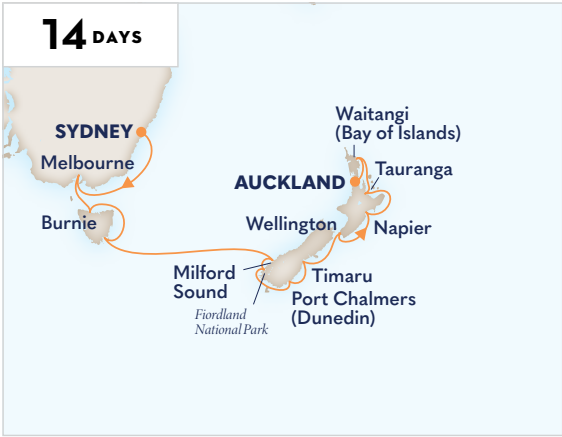 14 DAYS
SYDNEY
Melbourne
Burnie
Waitangi
(Bay of Islands)
Tauranga
AUCKLAND
Napier
Wellington
Milford
Sound
Fiordland
National Park
Timaru
Port Chalmers
(Dunedin)